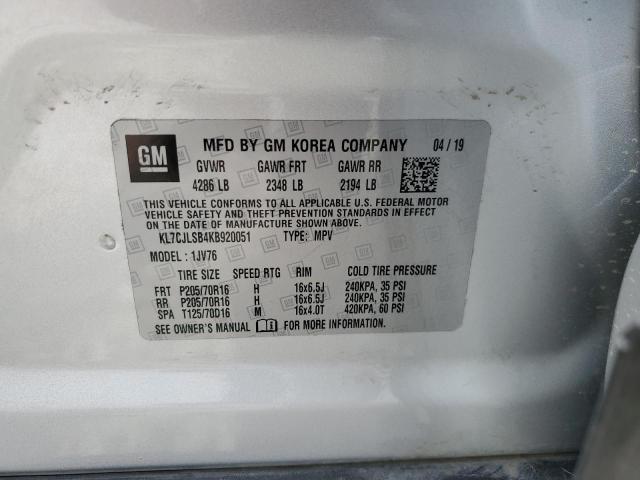 GM MFD BY GM KOREA COMPANY 04 / 19
GVWR GAWR FRT GAWR RR
4286 LB 2348 LB 2194 LB
THIS VEHICLE CONFORMS TO ALL APPLICABLE U.S. FEDERAL MOTOR
VEHICLE SAFETY AND THEFT PREVENTION STANDARDS IN EFFECT
ON THE DATE OF MANUFACTURE SHOWN ABOVE.
KL7CJLSB4KB920051 TYPE: MPV
MODEL : 1JV76
TIRE SIZE SPEED RTG RIM COLD TIRE PRESSURE
FRT P205/70R16 H 16x6.5J 240KPA, 35 PSI
RR P205/70R16 H 16x6.5J 240KPA, 35 PSI
SPA T125/70D16 M 16x4.0T 420KPA, 60 PSI
SEE OWNER'S MANUAL FOR MORE INFORMATION